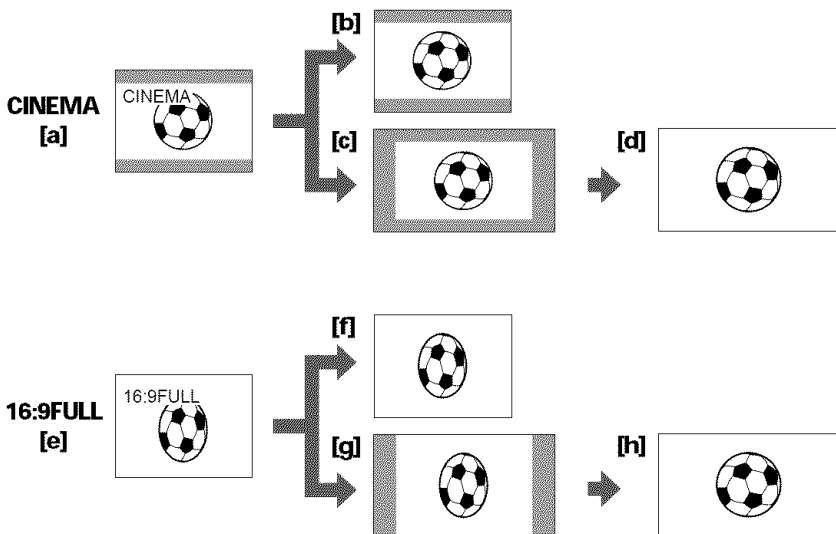 [b]
CINEMA
CINEMA
[a]
[c]
[d]
[f]
16:9FULL
16:9FULL
[e]
[g]
[h]